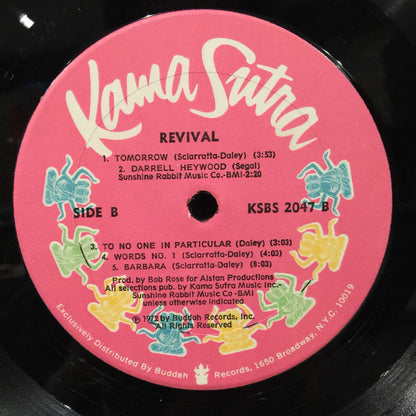 Kama Sutra
REVIVAL
1. TOMORROW (Sciarratta-Daley) (3:53)
2. DARRELL HEYWOOD (Segal)
Sunshine Rabbit Music Co.-BMI-2:20
SIDE B
KSBS 2047 B
3. TO NO ONE IN PARTICULAR (Daley) (3:03)
4. WORDS NO. 1 (Sciarratta-Daley) (4:03)
5. BARBARA (Sciarratta-Daley) (8:03)
Prod. by Bob Rose for Aistan Productions
All selections pub. by Kama Sutra Music Inc.-
Sunshine Rabbit Music Co - BMI
unless otherwise indicated
℗ 1972 by Buddah Records, Inc.
All Rights Reserved
Exclusively Distributed By Buddah Records, 1650 Broadway, N.Y.C. 10019